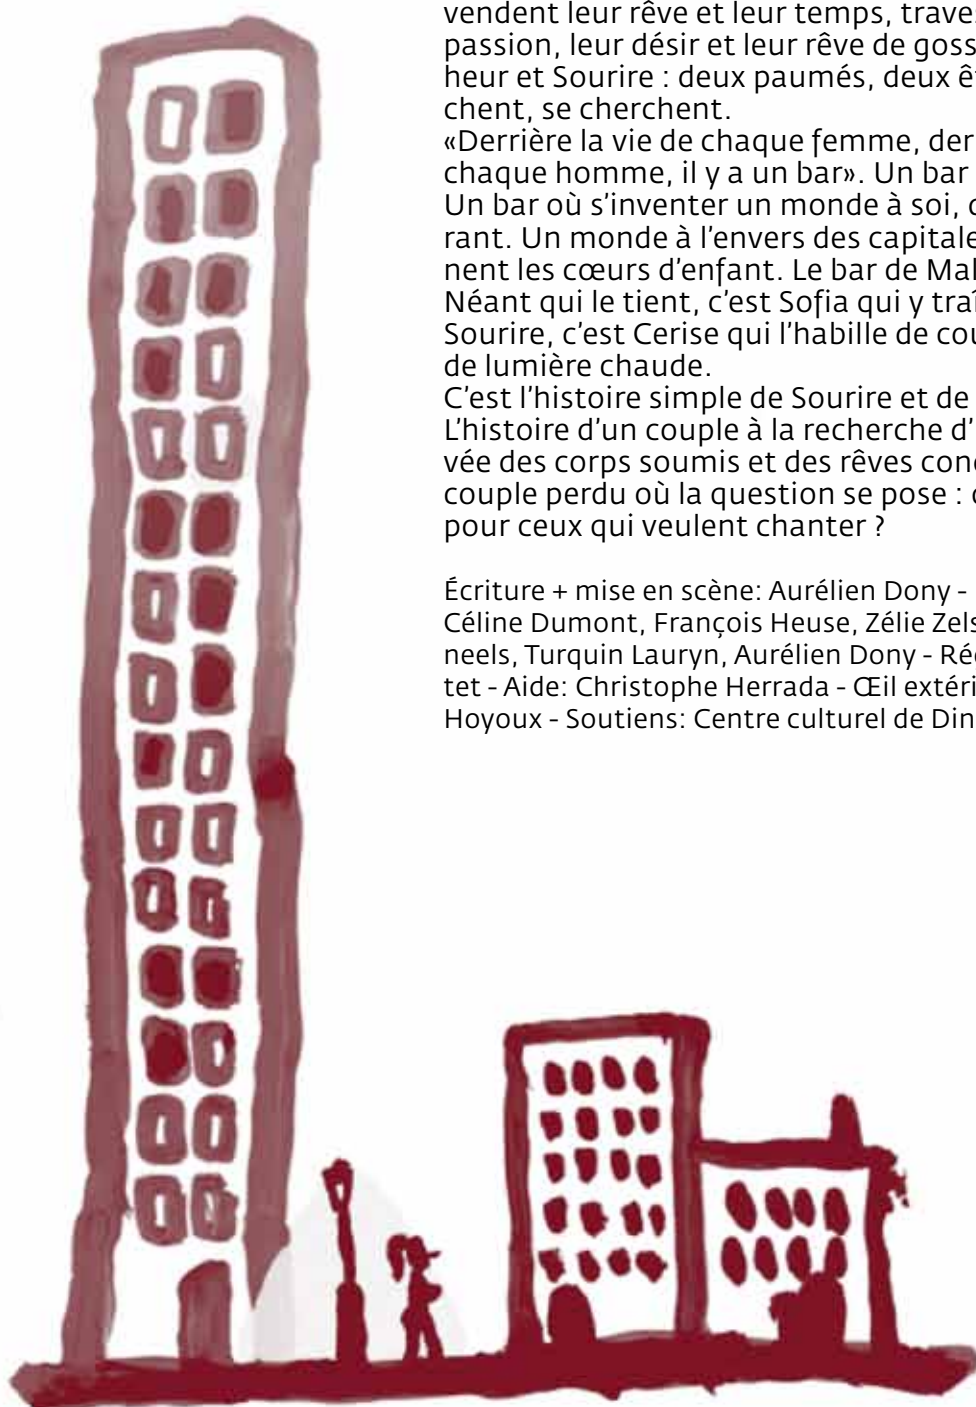 vendent leur rêve et leur temps, traves
passion, leur désir et leur rêve de goss
heur et Sourire : deux paumés, deux êt
chent, se cherchent.
«Derrière la vie de chaque femme, der
chaque homme, il y a un bar». Un bar
Un bar où s'inventer un monde à soi, d
rant. Un monde à l'envers des capitale
nent les cœurs d'enfant. Le bar de Mal
Néant qui le tient, c'est Sofia qui y traî
Sourire, c'est Cerise qui l'habille de cou
de lumière chaude.
C'est l'histoire simple de Sourire et de
L'histoire d'un couple à la recherche d'
vée des corps soumis et des rêves cond
couple perdu où la question se pose :
pour ceux qui veulent chanter ?
Écriture + mise en scène: Aurélien Dony -
Céline Dumont, François Heuse, Zélie Zels
neels, Turquin Lauryn, Aurélien Dony - Rég
tet - Aide: Christophe Herrada - Œil extéri
Hoyoux - Soutiens: Centre culturel de Din